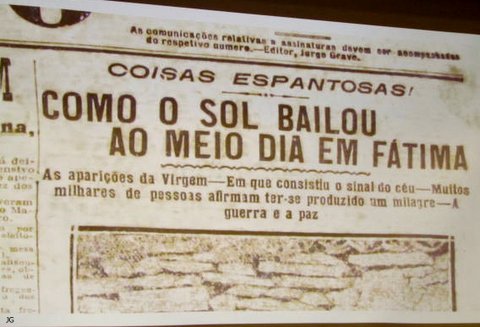 As comunicações relativas a assinaturas devem ser acompanhadas
do respetivo numero.—Editor, Jorge Grave.
COISAS ESPANTOSAS!
COMO O SOL BAILOU
AO MEIO DIA EM FÁTIMA
As aparições da Virgem—Em que consistiu o sinal do céu—Muitos
milhares de pessoas afirmam ter-se produzido um milagre—A
guerra e a paz
M
na,
JG